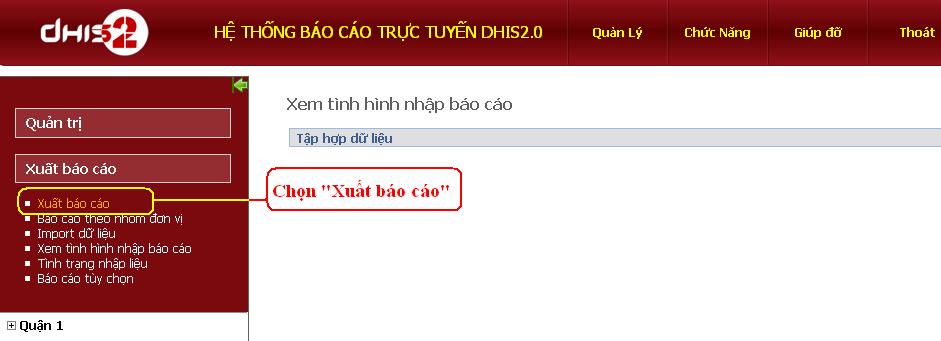 dHIS2
HỆ THỐNG BÁO CÁO TRỰC TUYẾN DHIS2.0
Quản Lý
Chức Năng
Giúp đỡ
Thoát
Quản trị
Xuất báo cáo
Xuất báo cáo
Báo cáo theo nhóm đơn vị
Import dữ liệu
Xem tình hình nhập báo cáo
Tình trạng nhập liệu
Báo cáo tùy chọn
Quận 1
Xem tình hình nhập báo cáo
Tập hợp dữ liệu
Chọn "Xuất báo cáo"